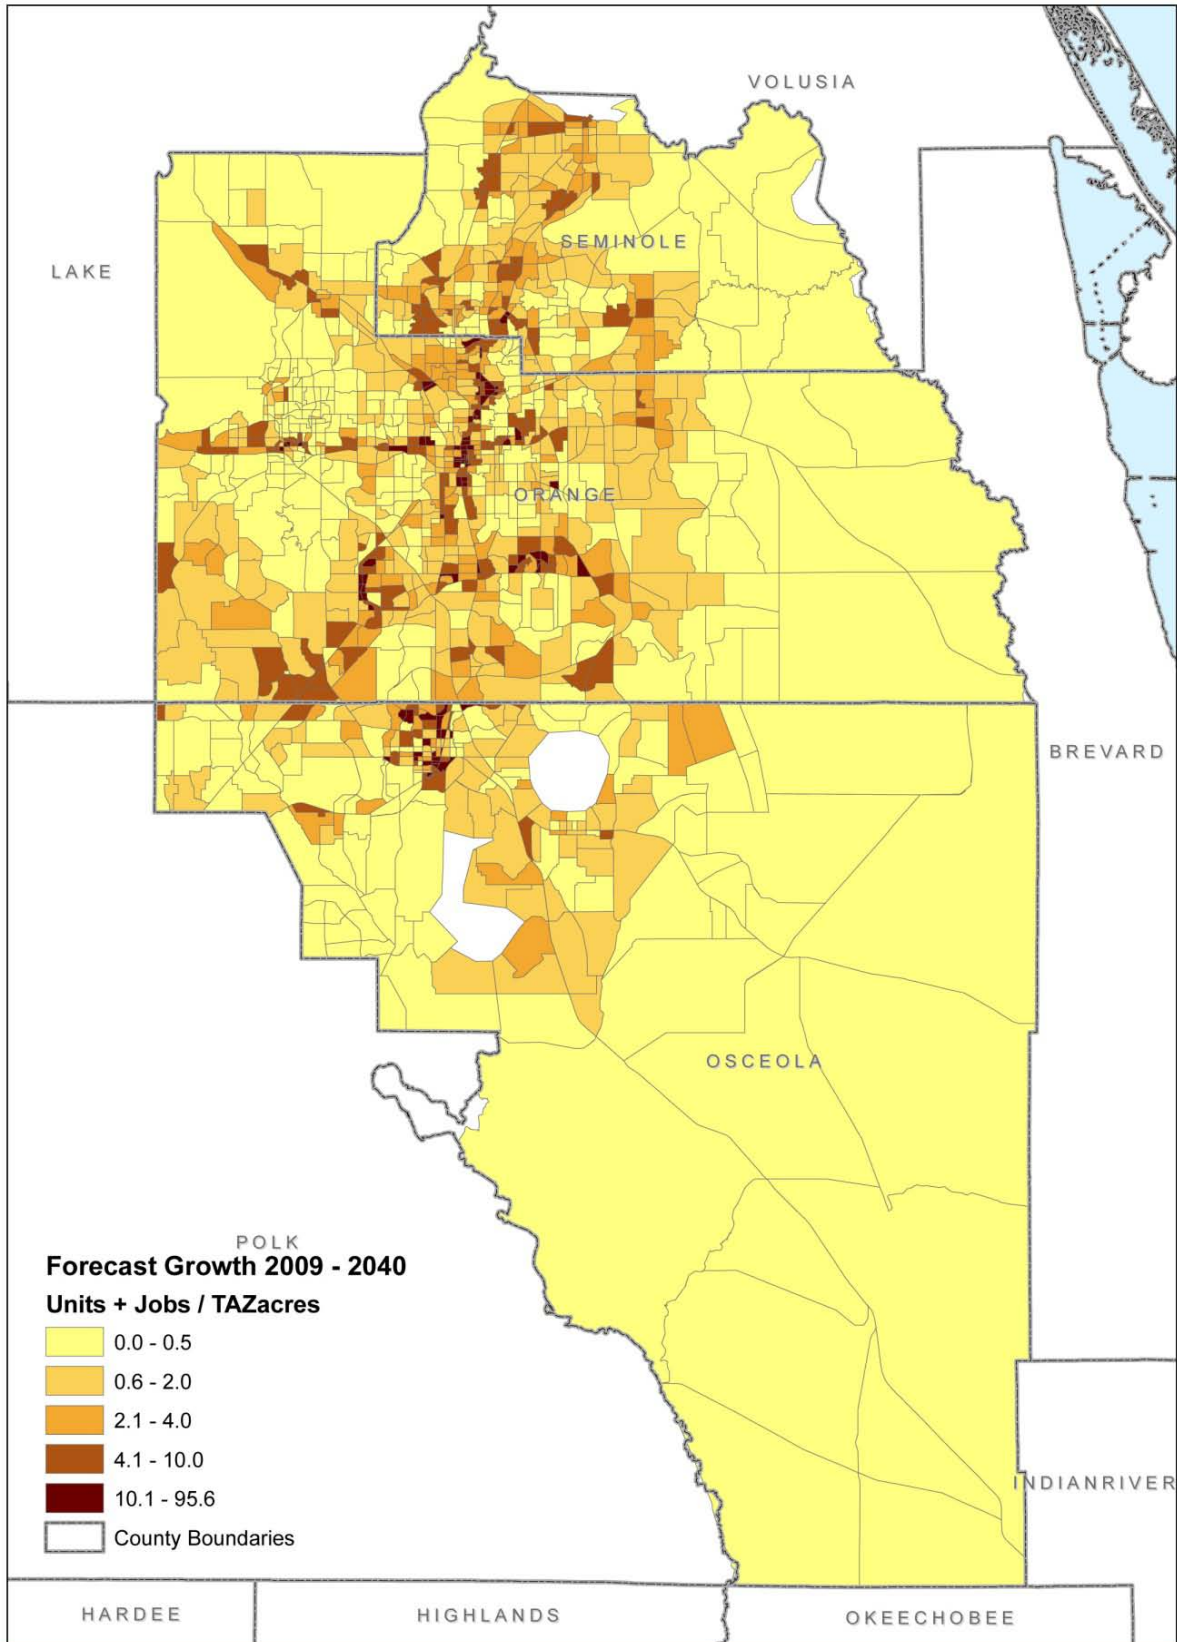 VOLUSIA
SEMINOLE
LAKE
ORANGE
BREVARD
OSCEOLA
POLK
Forecast Growth 2009 - 2040
Units + Jobs / TAZacres
0.0 - 0.5
0.6 - 2.0
2.1 - 4.0
4.1 - 10.0
10.1 - 95.6
County Boundaries
INDIANRIVER
HARDEE
HIGHLANDS
OKEECHOBEE